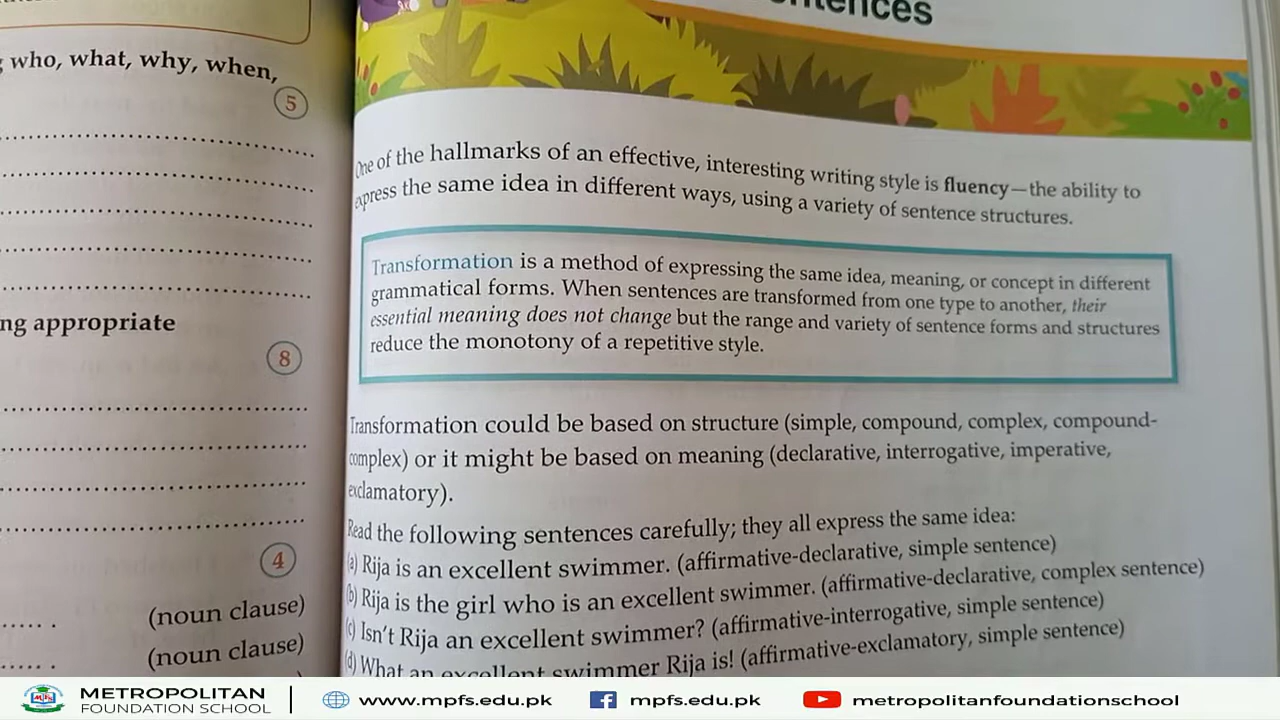 who, what, why, when,
5
ng appropriate
8
4
(noun clause)
(noun clause)
ntences
One of the hallmarks of an effective, interesting writing style is fluency—the ability to
express the same idea in different ways, using a variety of sentence structures.
Transformation is a method of expressing the same idea, meaning, or concept in different
grammatical forms. When sentences are transformed from one type to another, their
essential meaning does not change but the range and variety of sentence forms and structures
reduce the monotony of a repetitive style.
Transformation could be based on structure (simple, compound, complex, compound-
complex) or it might be based on meaning (declarative, interrogative, imperative,
exclamatory).
Read the following sentences carefully; they all express the same idea:
(a) Rija is an excellent swimmer. (affirmative-declarative, simple sentence)
(b) Rija is the girl who is an excellent swimmer. (affirmative-declarative, complex sentence)
(c) Isn't Rija an excellent swimmer? (affirmative-interrogative, simple sentence)
(d) What an excellent swimmer Rija is! (affirmative-exclamatory, simple sentence)
METROPOLITAN
FOUNDATION SCHOOL
www.mpfs.edu.pk
mpfs.edu.pk
metropolitanfoundationschool